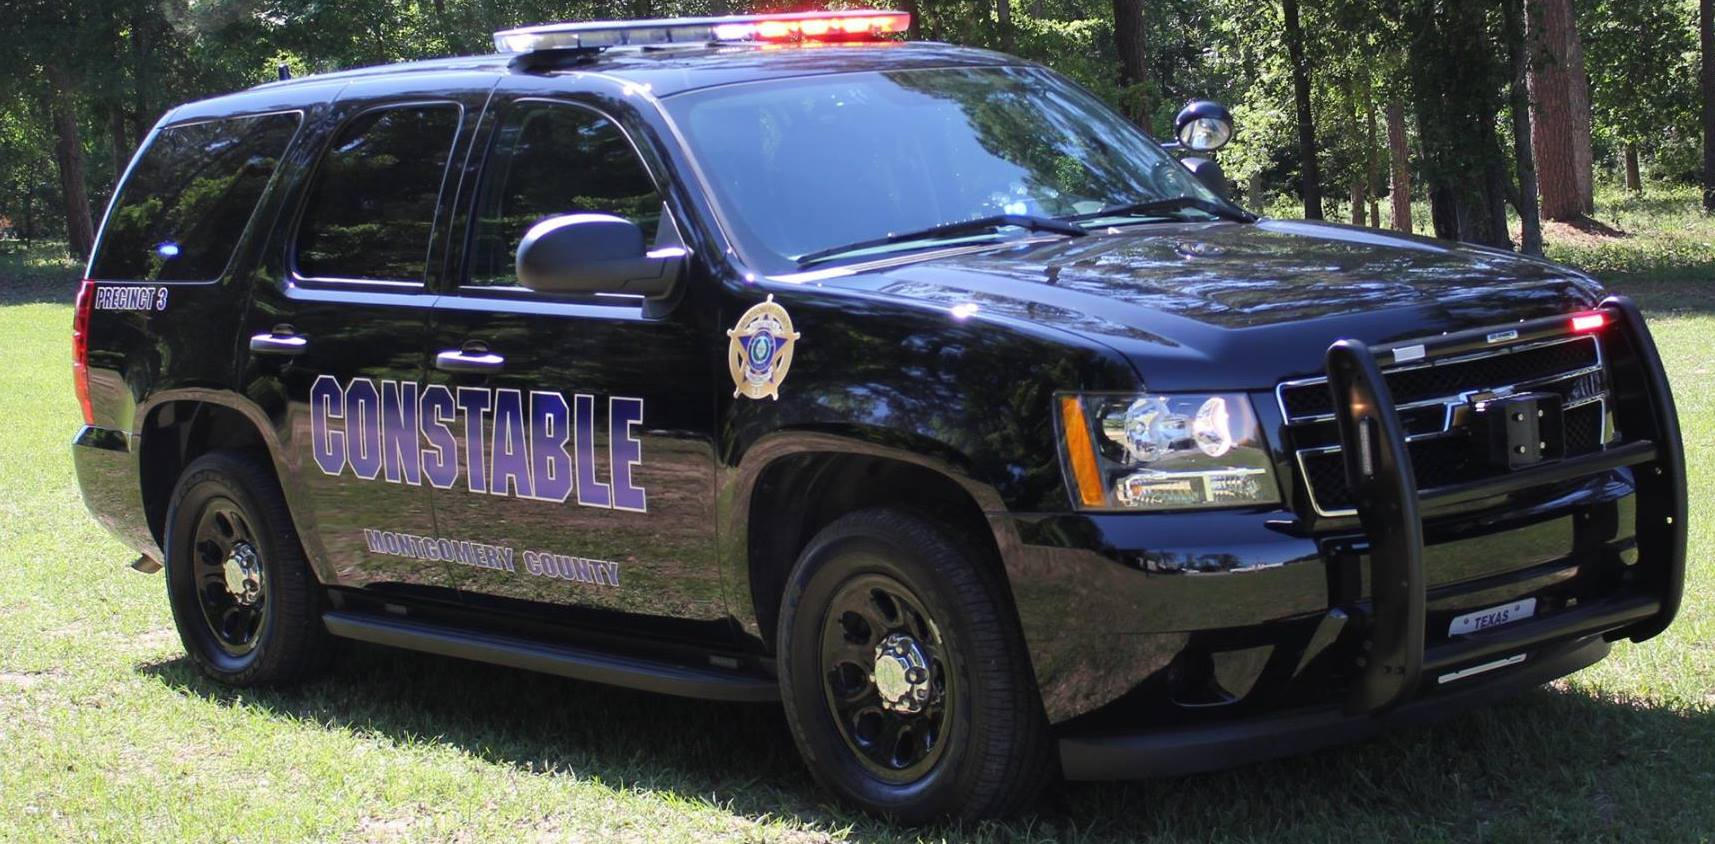 PRECINCT 3
CONSTABLE
MONTGOMERY COUNTY
TEXAS